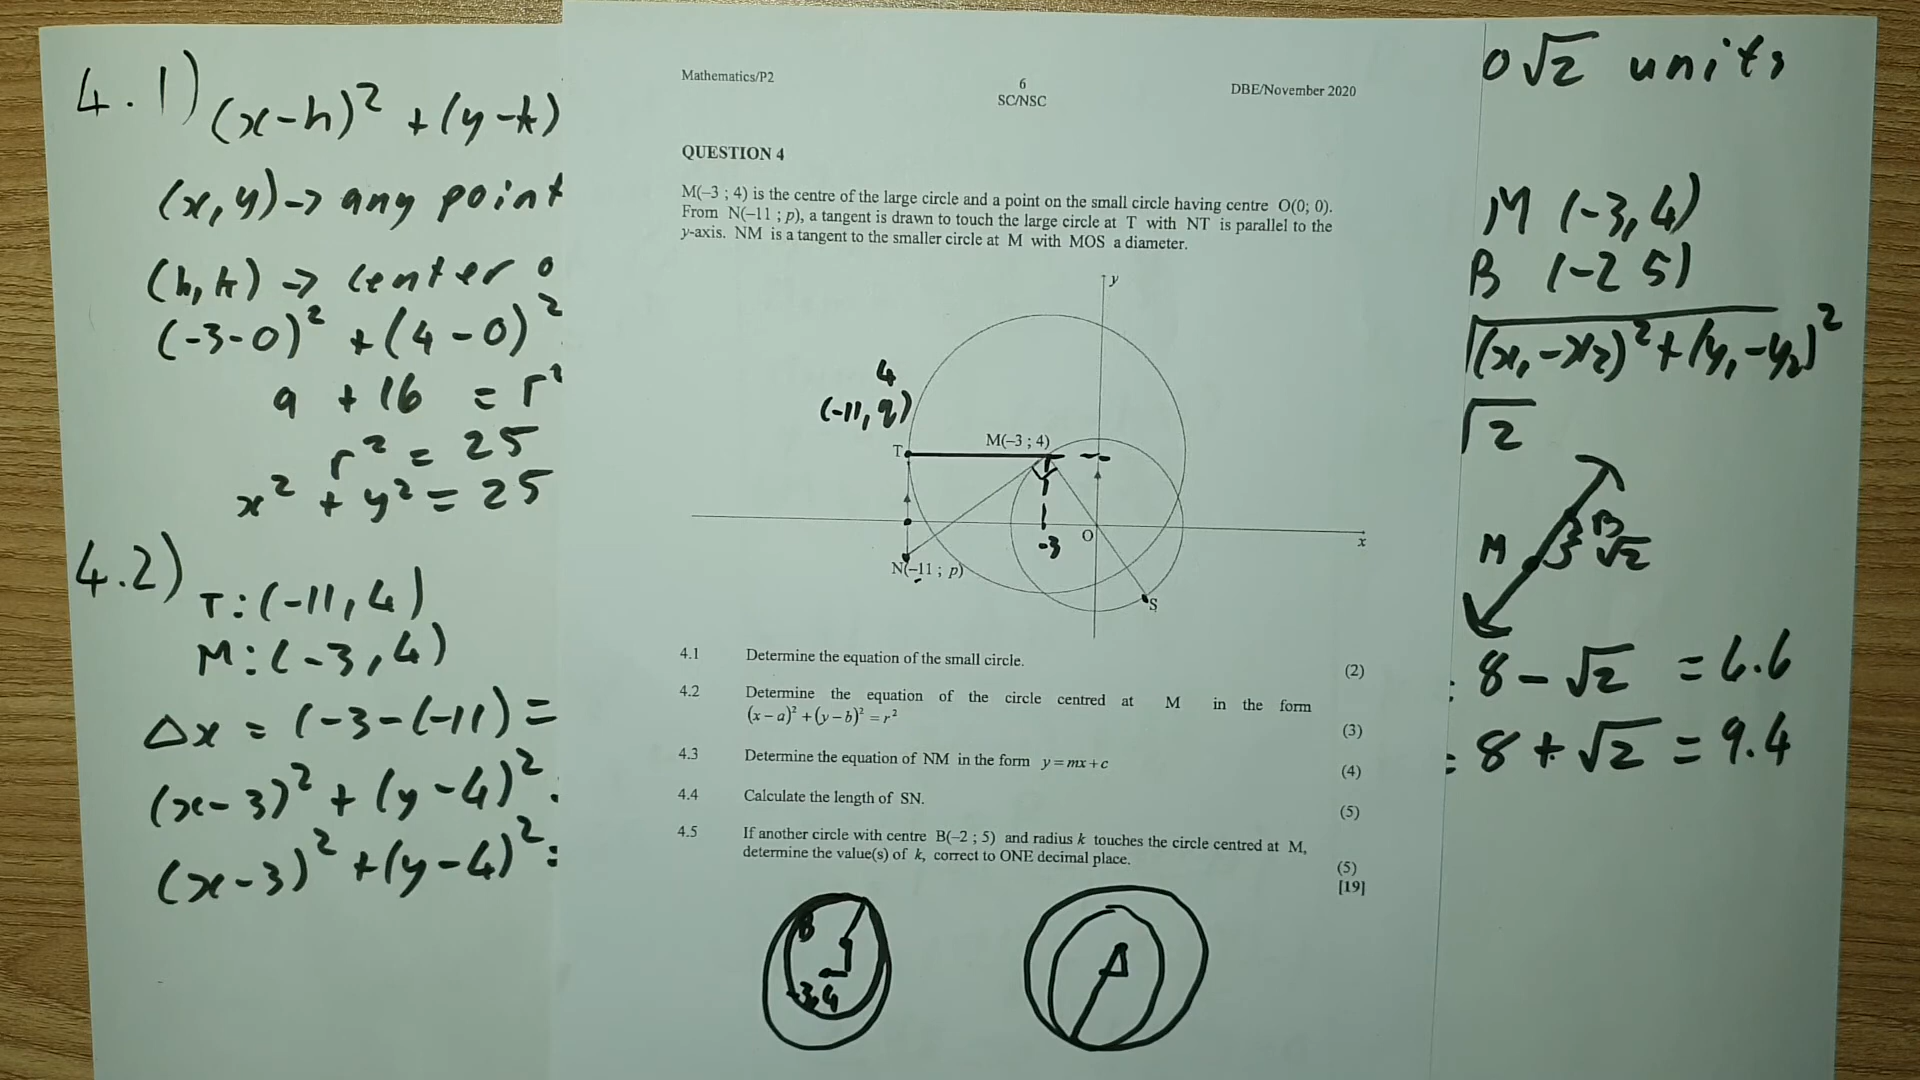 4.1)
(x-h)² + (y-k)
(x,y) -> any point
(h,k) -> center o
(-3-0)² + (4-0)²
9 + 16 = r²
r² = 25
x² + y² = 25
4.2)
T:(-11,4)
M:(-3,4)
Δx = (-3-(-11) =
(x-3)² + (y-4)²
(x-3)² + (y-4)² =
Mathematics/P2
6
SC/NSC
DBE/November 2020
QUESTION 4
M(–3 ; 4) is the centre of the large circle and a point on the small circle having centre O(0; 0).
From N(–11 ; p), a tangent is drawn to touch the large circle at T with NT is parallel to the
y-axis. NM is a tangent to the smaller circle at M with MOS a diameter.
y
4
(-11, q)
M(–3 ; 4)
T
O
x
-3
N(–11 ; p)
S
4.1 Determine the equation of the small circle. (2)
4.2 Determine the equation of the circle centred at M in the form
(x – a)² + (y – b)² = r² (3)
4.3 Determine the equation of NM in the form y = mx + c (4)
4.4 Calculate the length of SN. (5)
4.5 If another circle with centre B(–2 ; 5) and radius k touches the circle centred at M,
determine the value(s) of k, correct to ONE decimal place. (5)
[19]
B
-3,4
0√2 units
M (-3,4)
B (-2 5)
√(x₁-x₂)²+(y₁-y₂)²
√2
B
M
√2
: 8 - √2 = 6.6
= 8 + √2 = 9.4